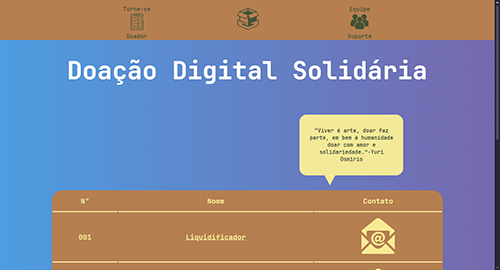 Torne-se
Doador
Equipe
Suporte
Doação Digital Solidária
"Viver é arte, doar faz
parte, em bem à humanidade
doar com amor e
solidariedade."-Yuri
Osmirio
N° Nome Contato
001 Liquidificador